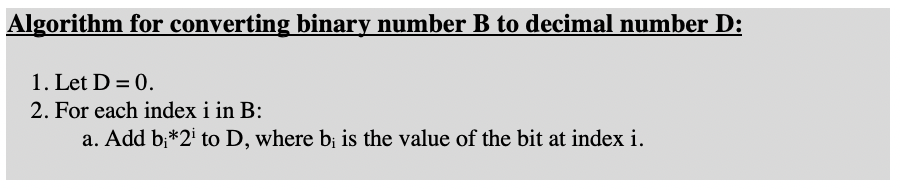 Algorithm for converting binary number B to decimal number D:
1. Let D = 0.
2. For each index i in B:
a. Add bᵢ*2ⁱ to D, where bᵢ is the value of the bit at index i.